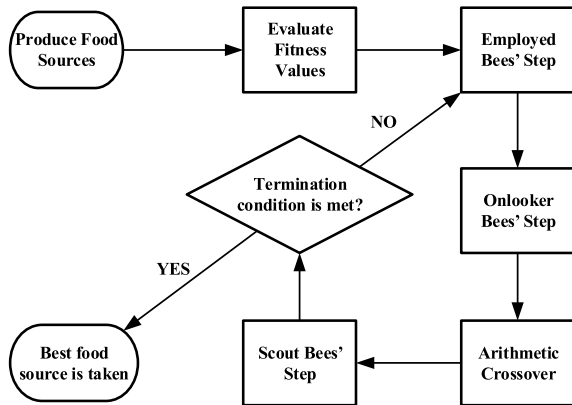 Produce Food
Sources
Evaluate
Fitness
Values
Employed
Bees' Step
NO
Termination
condition is met?
Onlooker
Bees' Step
YES
Best food
source is taken
Scout Bees'
Step
Arithmetic
Crossover